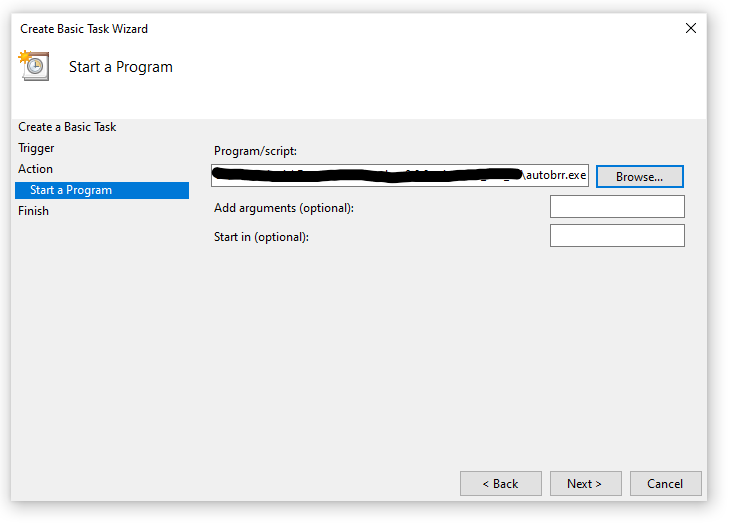 Create Basic Task Wizard
Start a Program
Create a Basic Task
Trigger
Action
Start a Program
Finish
Program/script:
\autobrr.exe
Browse...
Add arguments (optional):
Start in (optional):
< Back
Next >
Cancel